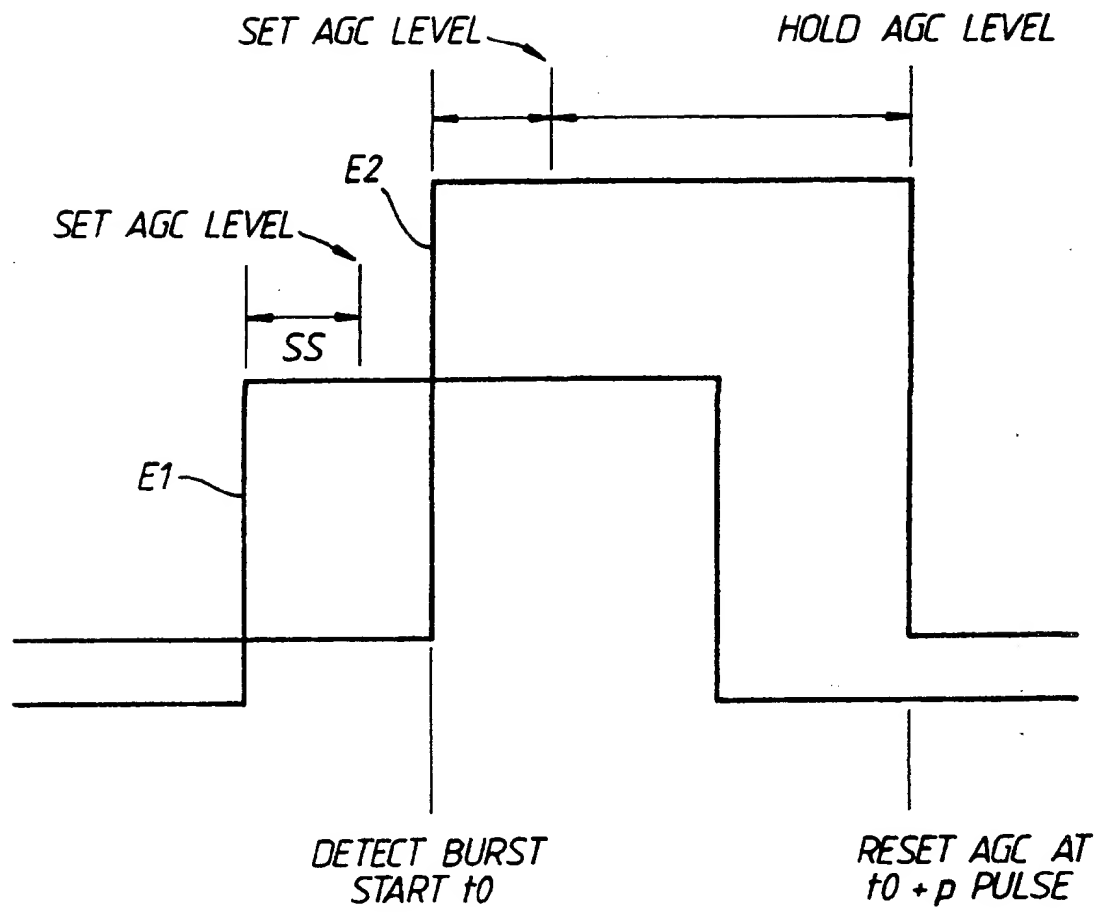 SET AGC LEVEL
HOLD AGC LEVEL
E2
SET AGC LEVEL
SS
E1
DETECT BURST
START t0
RESET AGC AT
t0 + p PULSE